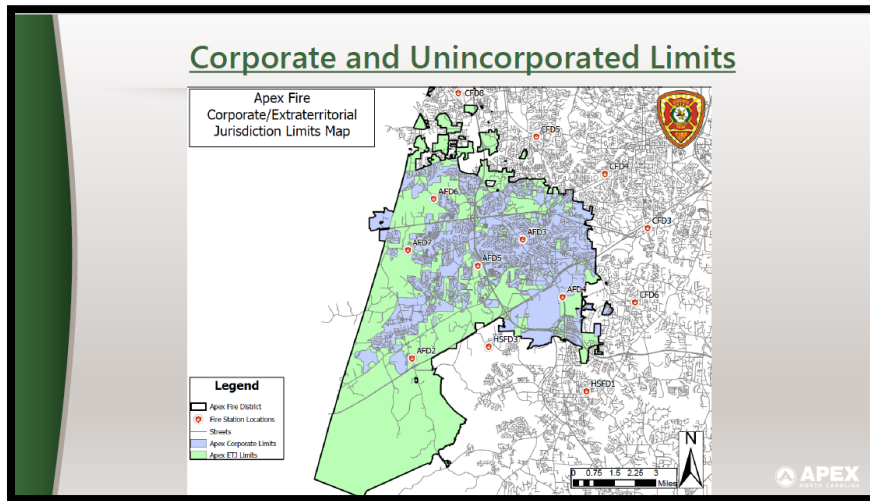 Corporate and Unincorporated Limits
Apex Fire
Corporate/Extraterritorial
Jurisdiction Limits Map
CFD8
CFD5
CFD4
AFD6
CFD3
AFD3
AFD7
AFD5
AFD4
CFD6
HSFD3
AFD2
HSFD1
Legend
Apex Fire District
Fire Station Locations
Streets
Apex Corporate Limits
Apex ETJ Limits
N
0 0.75 1.5 2.25 3
Miles
APEX
NORTH CAROLINA